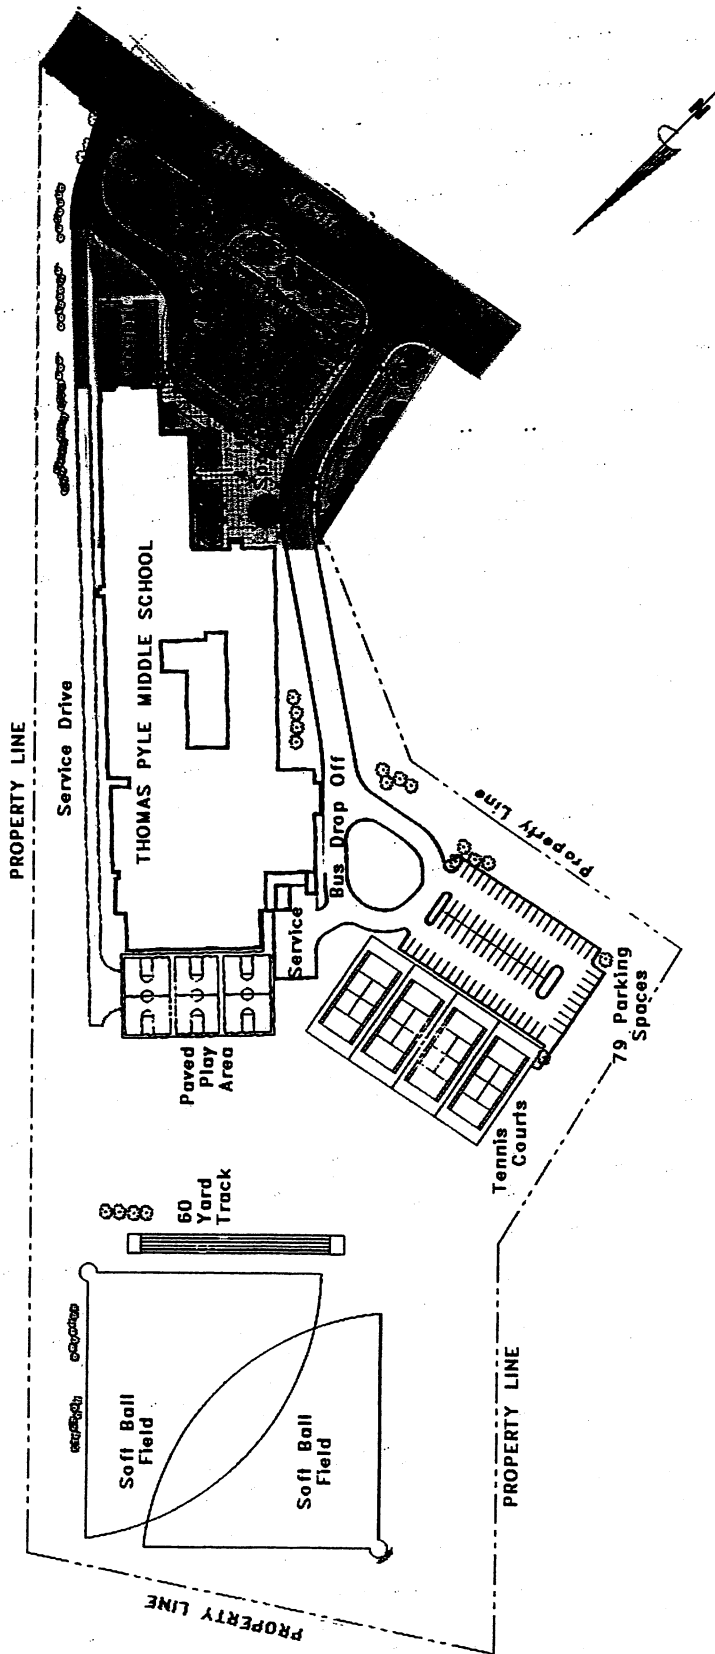 N
PROPERTY LINE
Service Drive
THOMAS PYLE MIDDLE SCHOOL
Bus Drop Off
Property Line
Service
79 Parking
Spaces
Paved
Play
Area
Tennis
Courts
60
Yard
Track
Soft Ball
Field
Soft Ball
Field
PROPERTY LINE
PROPERTY LINE